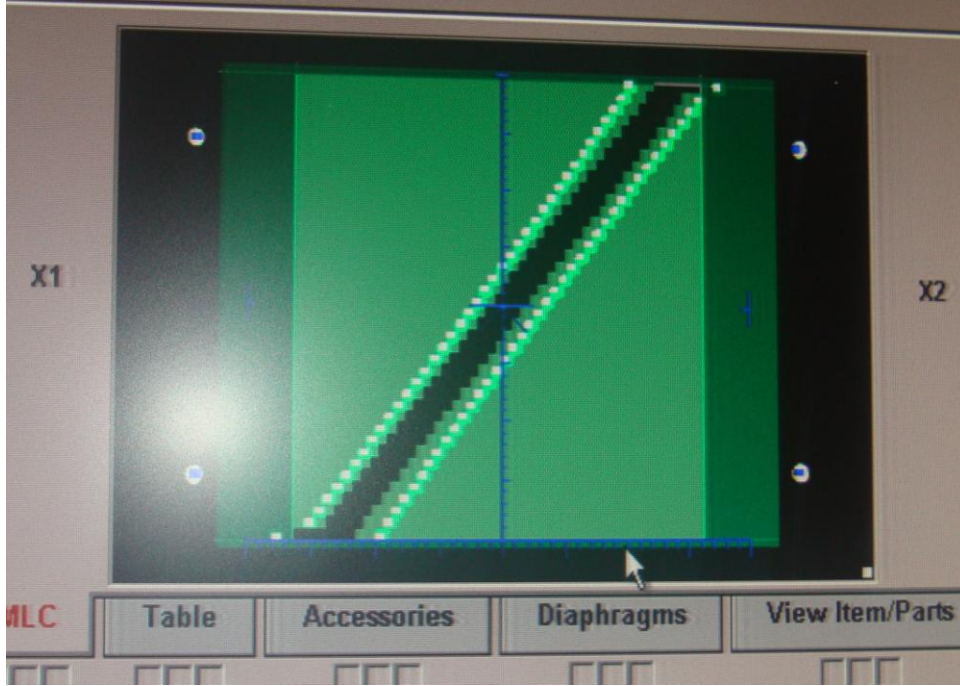 X1
X2
MLC
Table
Accessories
Diaphragms
View Item/Parts